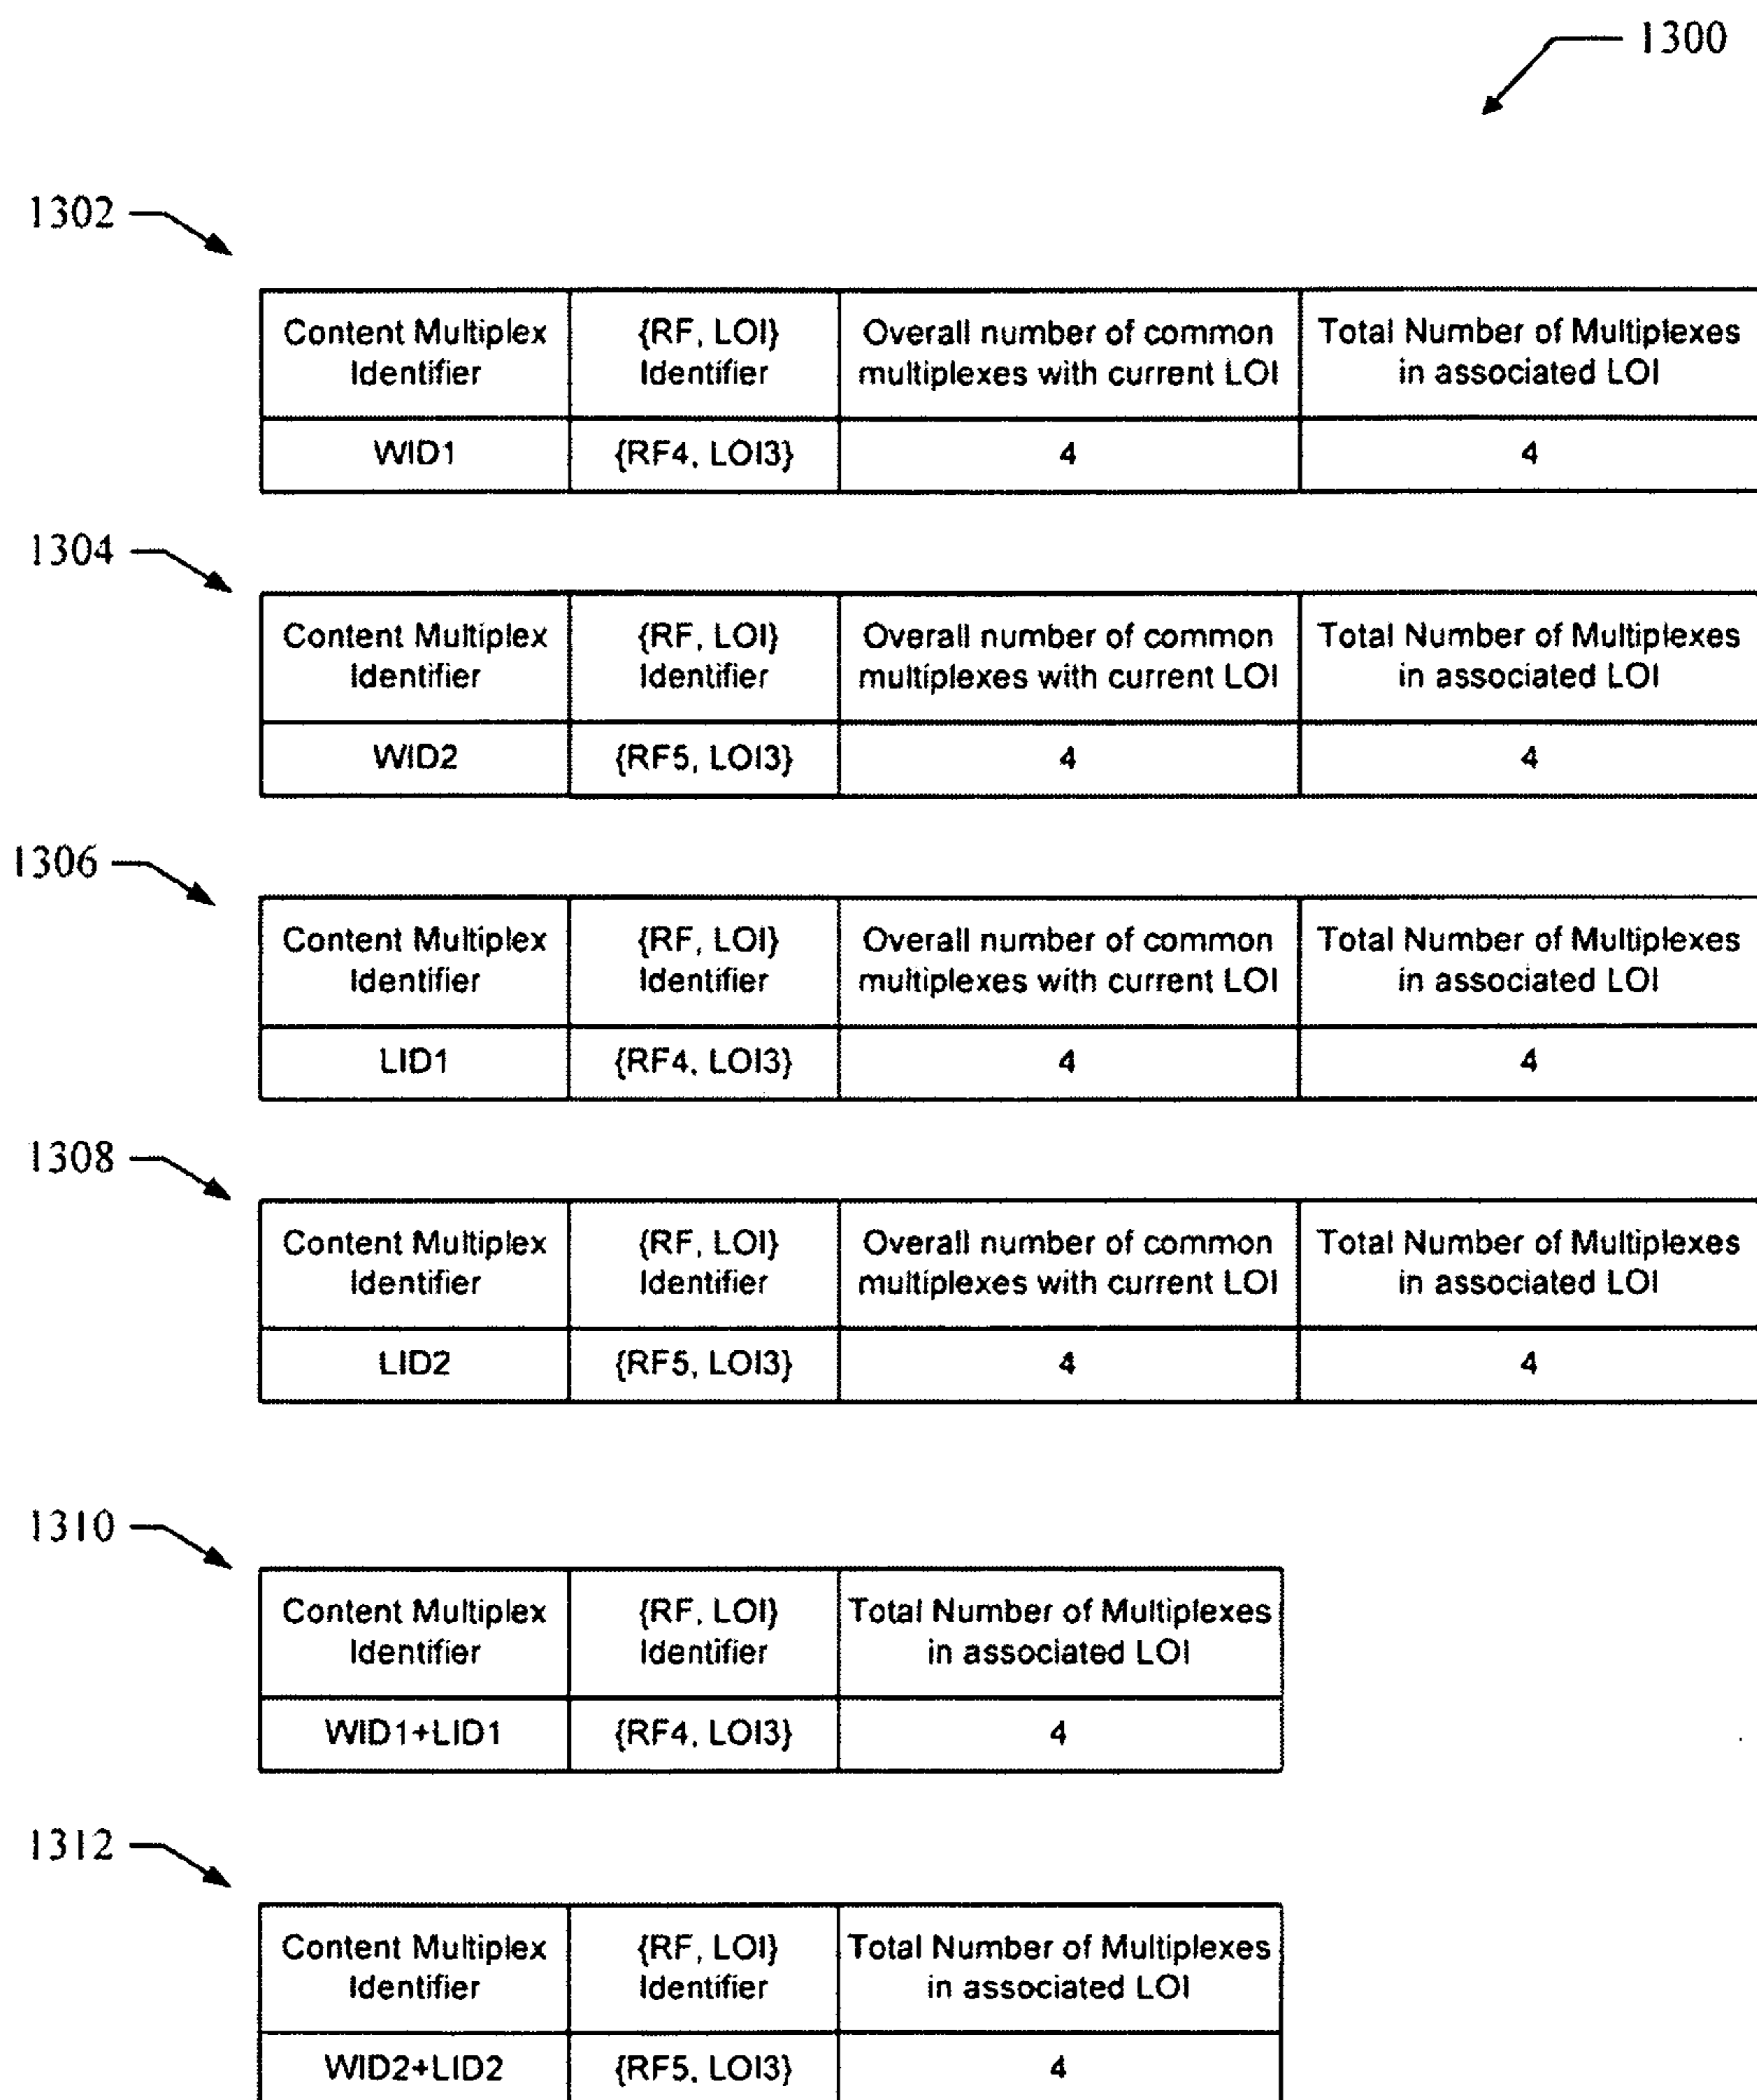 1300
1302
Content Multiplex Identifier {RF, LOI} Identifier Overall number of common multiplexes with current LOI Total Number of Multiplexes in associated LOI
WID1 {RF4, LOI3} 4 4
1304
Content Multiplex Identifier {RF, LOI} Identifier Overall number of common multiplexes with current LOI Total Number of Multiplexes in associated LOI
WID2 {RF5, LOI3} 4 4
1306
Content Multiplex Identifier {RF, LOI} Identifier Overall number of common multiplexes with current LOI Total Number of Multiplexes in associated LOI
LID1 {RF4, LOI3} 4 4
1308
Content Multiplex Identifier {RF, LOI} Identifier Overall number of common multiplexes with current LOI Total Number of Multiplexes in associated LOI
LID2 {RF5, LOI3} 4 4
1310
Content Multiplex Identifier {RF, LOI} Identifier Total Number of Multiplexes in associated LOI
WID1+LID1 {RF4, LOI3} 4
1312
Content Multiplex Identifier {RF, LOI} Identifier Total Number of Multiplexes in associated LOI
WID2+LID2 {RF5, LOI3} 4